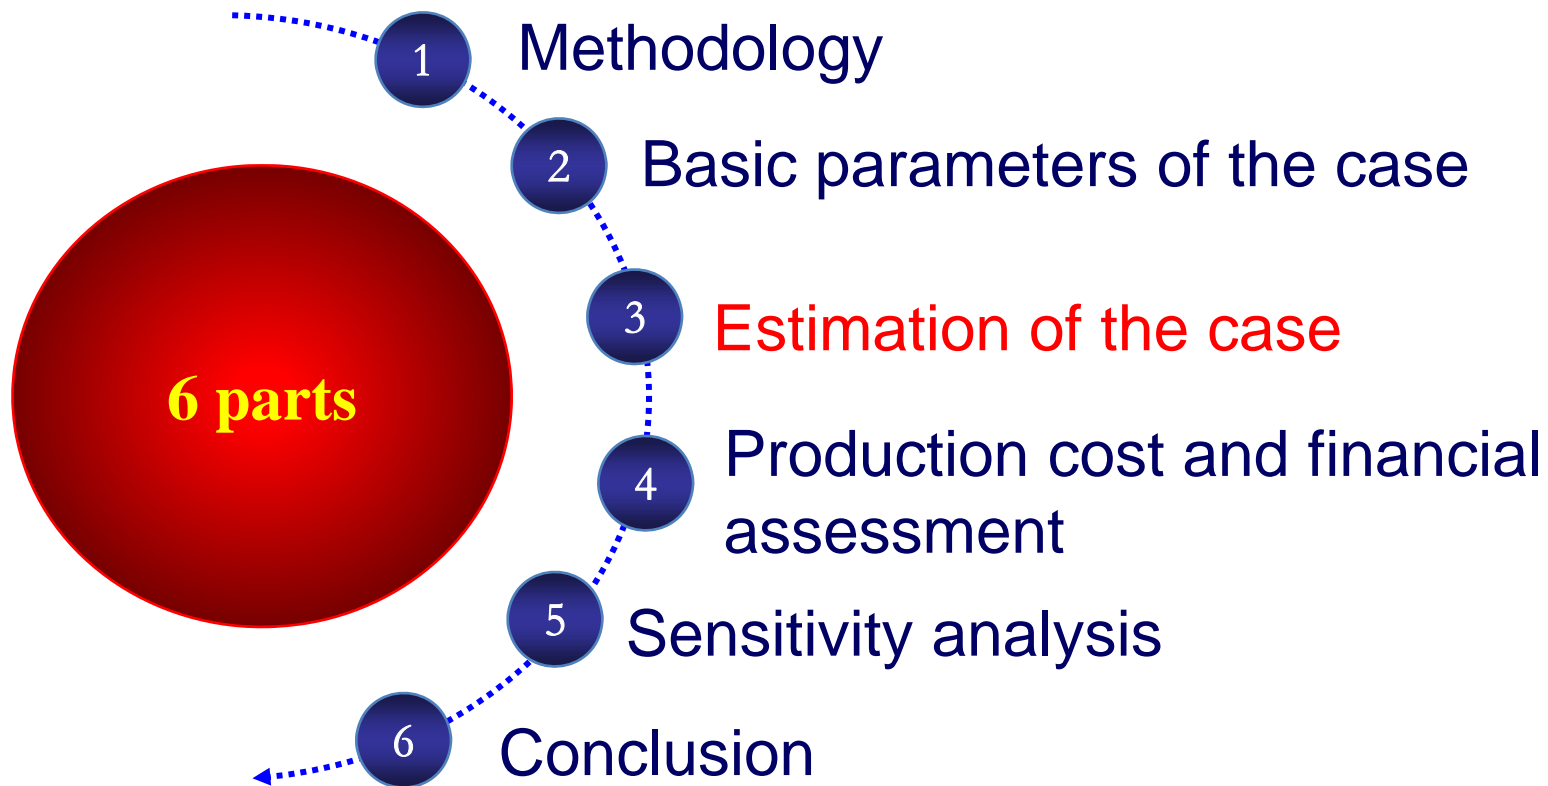 1 Methodology
2 Basic parameters of the case
3 Estimation of the case
6 parts
4 Production cost and financial
assessment
5 Sensitivity analysis
6 Conclusion